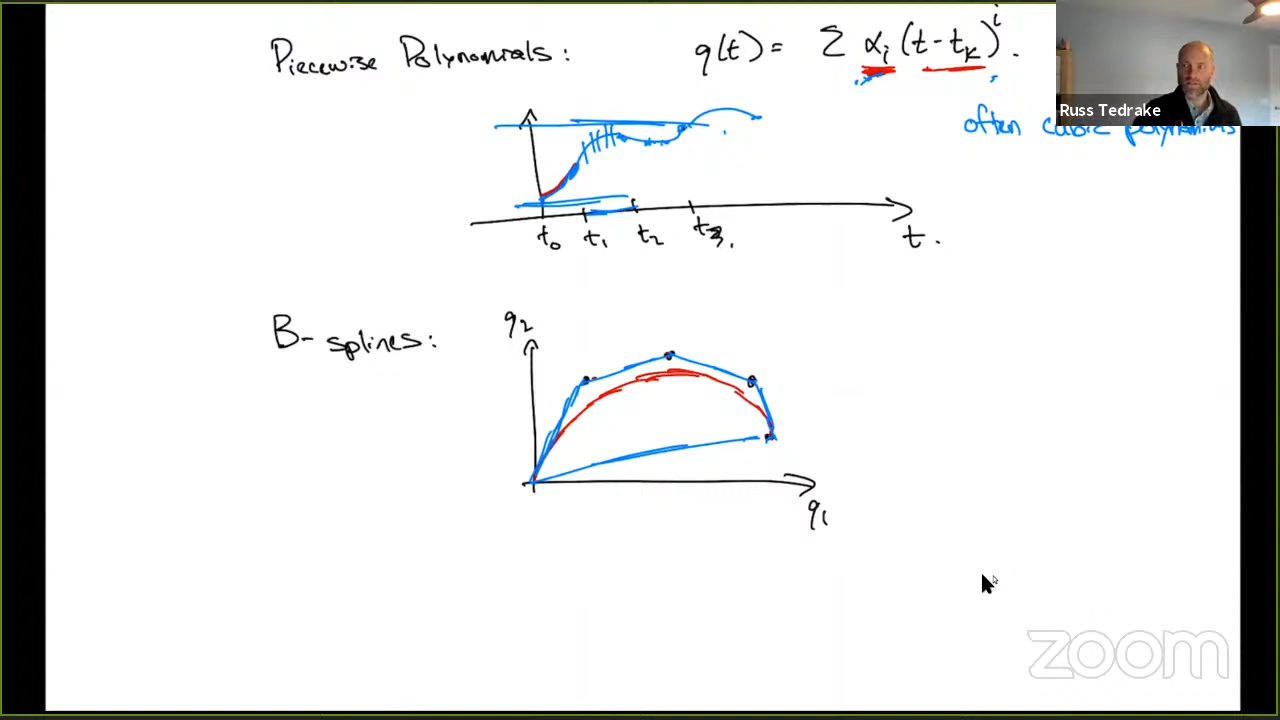 Piecewise Polynomials: q(t) = Σ αᵢ (t - tₖ)ⁱ.
Russ Tedrake
often cubic polynomials
t₀ t₁ t₂ t₃. t.
B-splines:
q₂
q₁
zoom